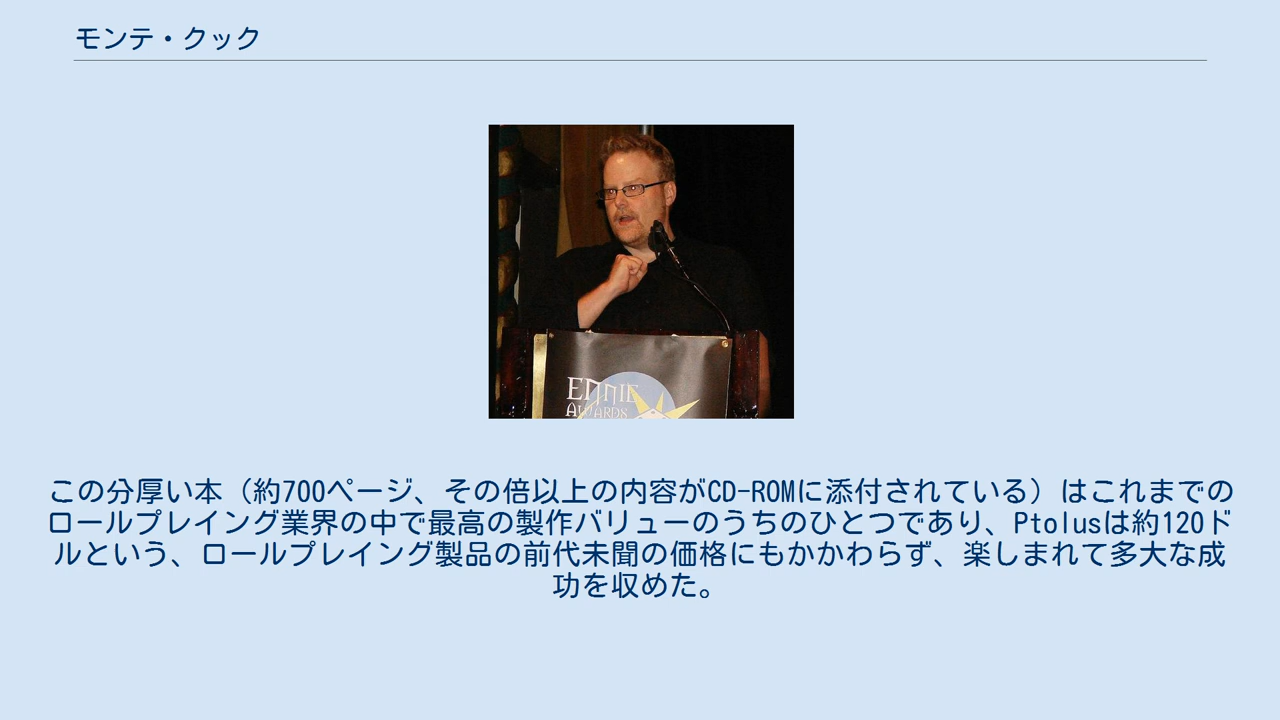 モンテ・クック
ENNIE
AWARDS
この分厚い本（約700ページ、その倍以上の内容がCD-ROMに添付されている）はこれまでの
ロールプレイング業界の中で最高の製作バリューのうちのひとつであり、Ptolusは約120ド
ルという、ロールプレイング製品の前代未聞の価格にもかかわらず、楽しまれて多大な成
功を収めた。